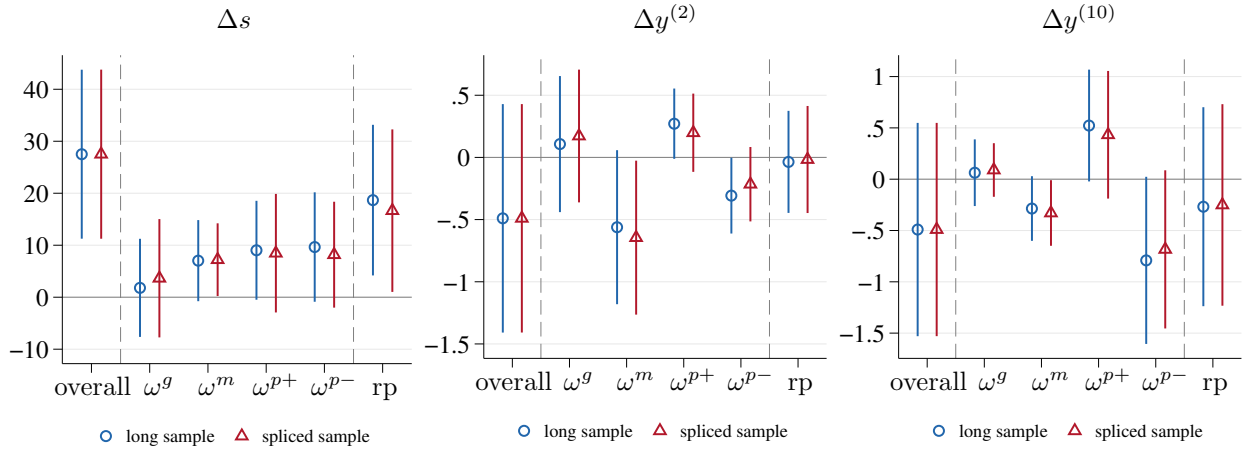 Δs
40
30
20
10
0
−10
overall ω^g ω^m ω^{p+} ω^{p−} rp
long sample spliced sample
Δy^{(2)}
.5
0
−.5
−1
−1.5
overall ω^g ω^m ω^{p+} ω^{p−} rp
long sample spliced sample
Δy^{(10)}
1
.5
0
−.5
−1
−1.5
overall ω^g ω^m ω^{p+} ω^{p−} rp
long sample spliced sample